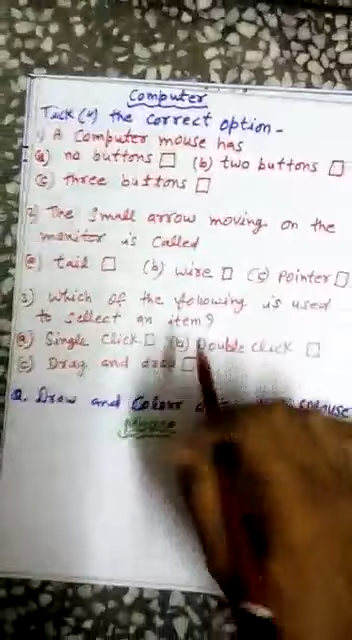 Computer
Tick (✓) the correct option -
1) A Computer mouse has
(a) no buttons □ (b) two buttons □
(c) three buttons □
2) The Small arrow moving on the
monitor is called
(a) tail □ (b) wire □ (c) Pointer □
3) Which of the following is used
to sellect an item?
(a) Single click □ (b) Double click □
(c) Drag and □
Q. Draw and Colour
Mouse